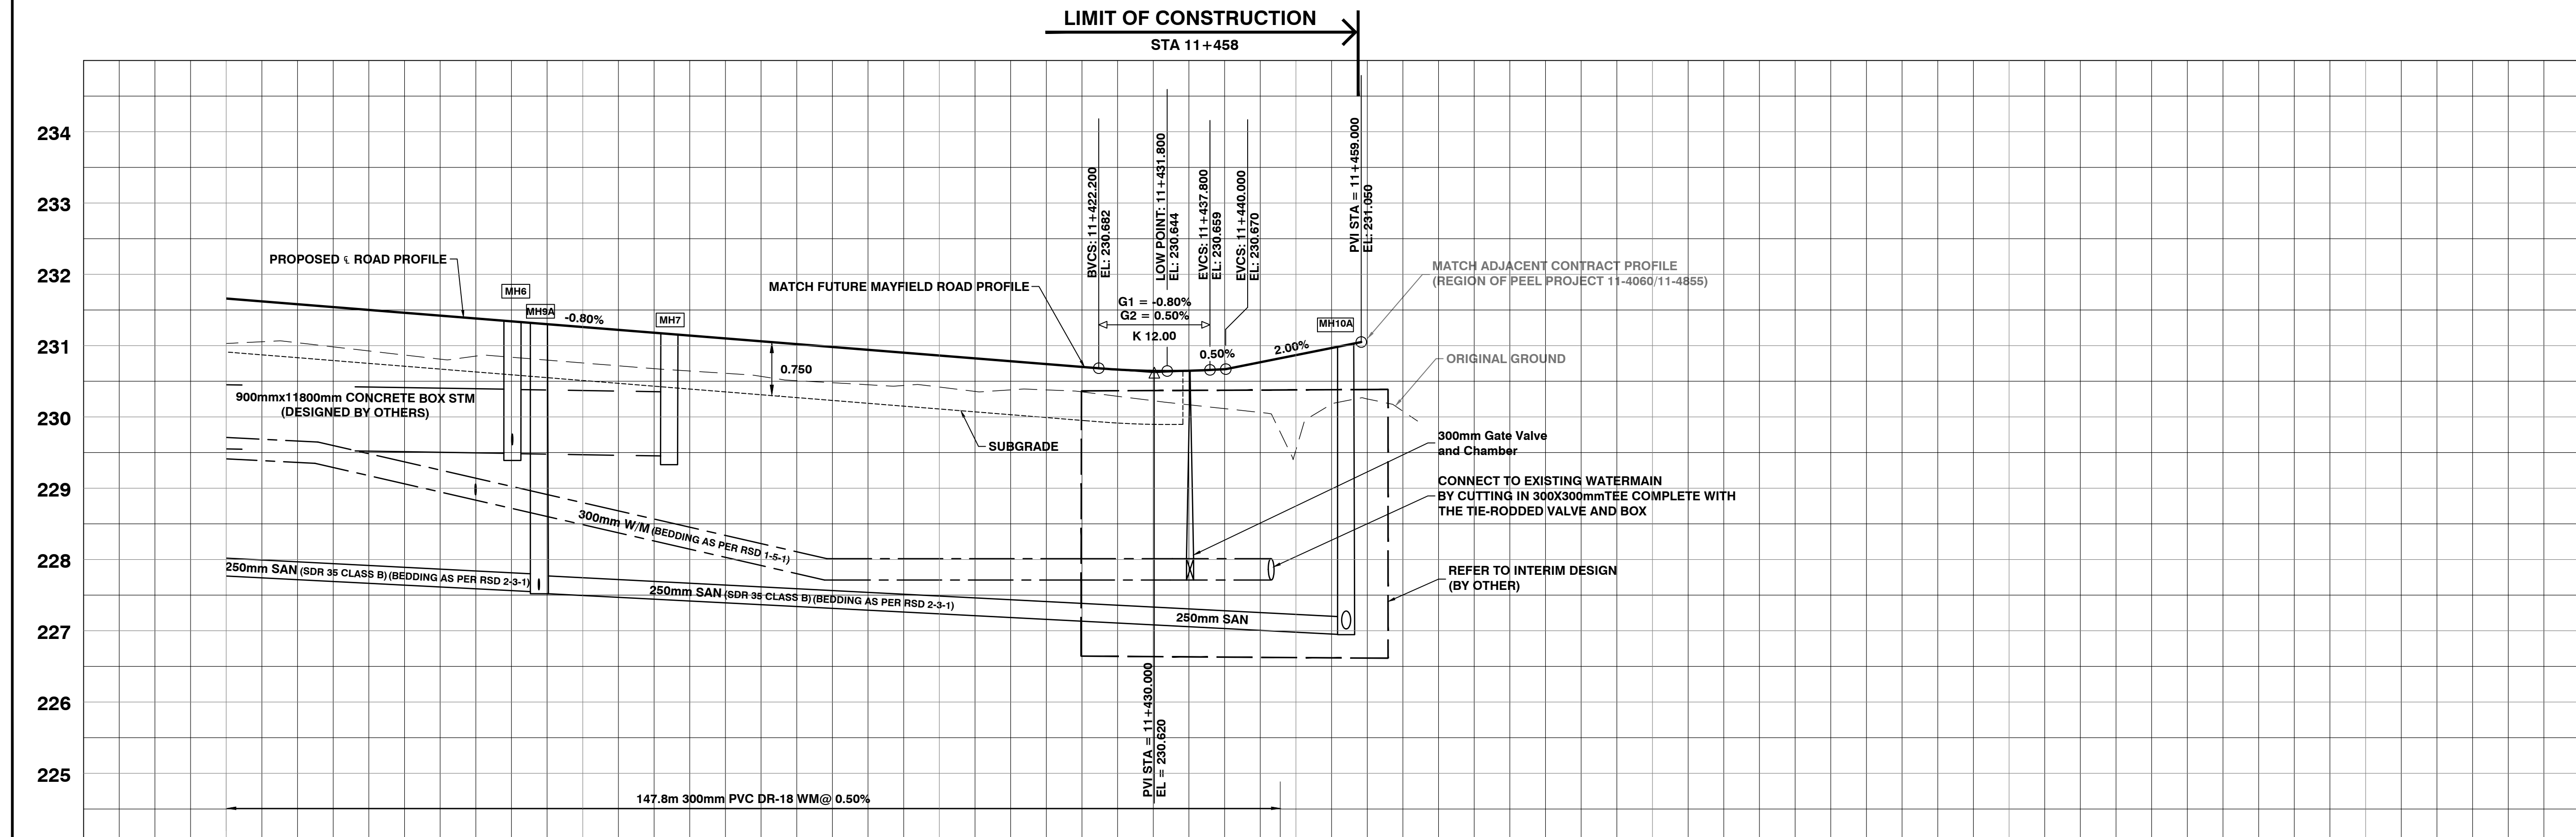 LIMIT OF CONSTRUCTION
STA 11+458
234
233
232
231
230
229
228
227
226
225
PROPOSED ℄ ROAD PROFILE
MH6
MH9A
-0.80%
MH7
MATCH FUTURE MAYFIELD ROAD PROFILE
BVCS: 11+422.200
EL: 230.682
LOW POINT: 11+431.800
EL: 230.644
EVCS: 11+437.800
EL: 230.659
EVCS: 11+440.000
EL: 230.670
PVI STA = 11+459.000
EL: 231.050
G1 = -0.80%
G2 = 0.50%
K 12.00
0.50%
2.00%
MH10A
MATCH ADJACENT CONTRACT PROFILE
(REGION OF PEEL PROJECT 11-4060/11-4855)
ORIGINAL GROUND
0.750
900mmx11800mm CONCRETE BOX STM
(DESIGNED BY OTHERS)
SUBGRADE
300mm Gate Valve
and Chamber
CONNECT TO EXISTING WATERMAIN
BY CUTTING IN 300X300mmTEE COMPLETE WITH
THE TIE-RODDED VALVE AND BOX
300mm W/M (BEDDING AS PER RSD 1-5-1)
250mm SAN (SDR 35 CLASS B) (BEDDING AS PER RSD 2-3-1)
250mm SAN (SDR 35 CLASS B) (BEDDING AS PER RSD 2-3-1)
250mm SAN
REFER TO INTERIM DESIGN
(BY OTHER)
PVI STA = 11+430.000
EL = 230.620
147.8m 300mm PVC DR-18 WM@ 0.50%